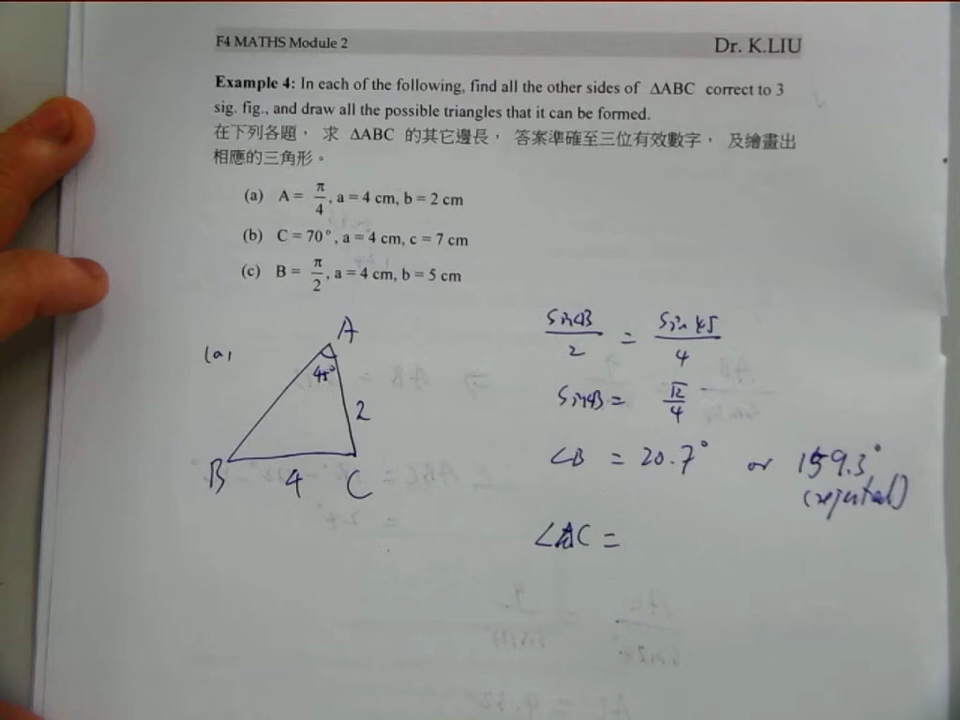 F4 MATHS Module 2 Dr. K.LIU
Example 4: In each of the following, find all the other sides of ΔABC correct to 3
sig. fig., and draw all the possible triangles that it can be formed.
在下列各題， 求 ΔABC 的其它邊長， 答案準確至三位有效數字， 及繪畫出
相應的三角形。
(a) A = π/4, a = 4 cm, b = 2 cm
(b) C = 70°, a = 4 cm, c = 7 cm
(c) B = π/2, a = 4 cm, b = 5 cm
(a)
A
45°
2
B 4 C
sin∠B/2 = sin 45/4
sin∠B = √2/4
∠B = 20.7° or 159.3°
(rejected)
∠C =